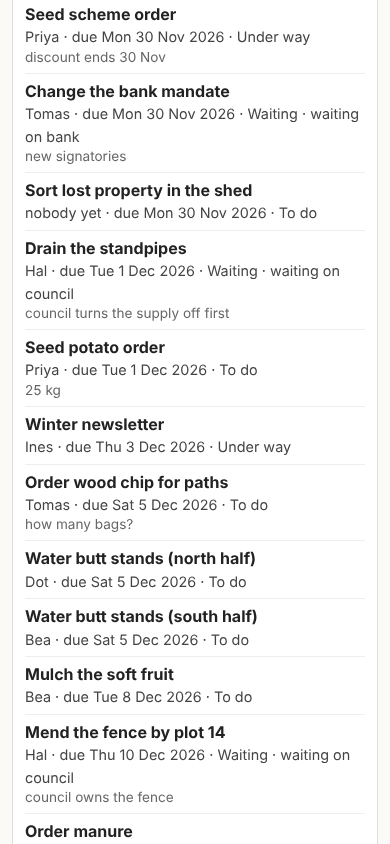 Seed scheme order
Priya · due Mon 30 Nov 2026 · Under way
discount ends 30 Nov
Change the bank mandate
Tomas · due Mon 30 Nov 2026 · Waiting · waiting
on bank
new signatories
Sort lost property in the shed
nobody yet · due Mon 30 Nov 2026 · To do
Drain the standpipes
Hal · due Tue 1 Dec 2026 · Waiting · waiting on
council
council turns the supply off first
Seed potato order
Priya · due Tue 1 Dec 2026 · To do
25 kg
Winter newsletter
Ines · due Thu 3 Dec 2026 · Under way
Order wood chip for paths
Tomas · due Sat 5 Dec 2026 · To do
how many bags?
Water butt stands (north half)
Dot · due Sat 5 Dec 2026 · To do
Water butt stands (south half)
Bea · due Sat 5 Dec 2026 · To do
Mulch the soft fruit
Bea · due Tue 8 Dec 2026 · To do
Mend the fence by plot 14
Hal · due Thu 10 Dec 2026 · Waiting · waiting on
council
council owns the fence
Order manure